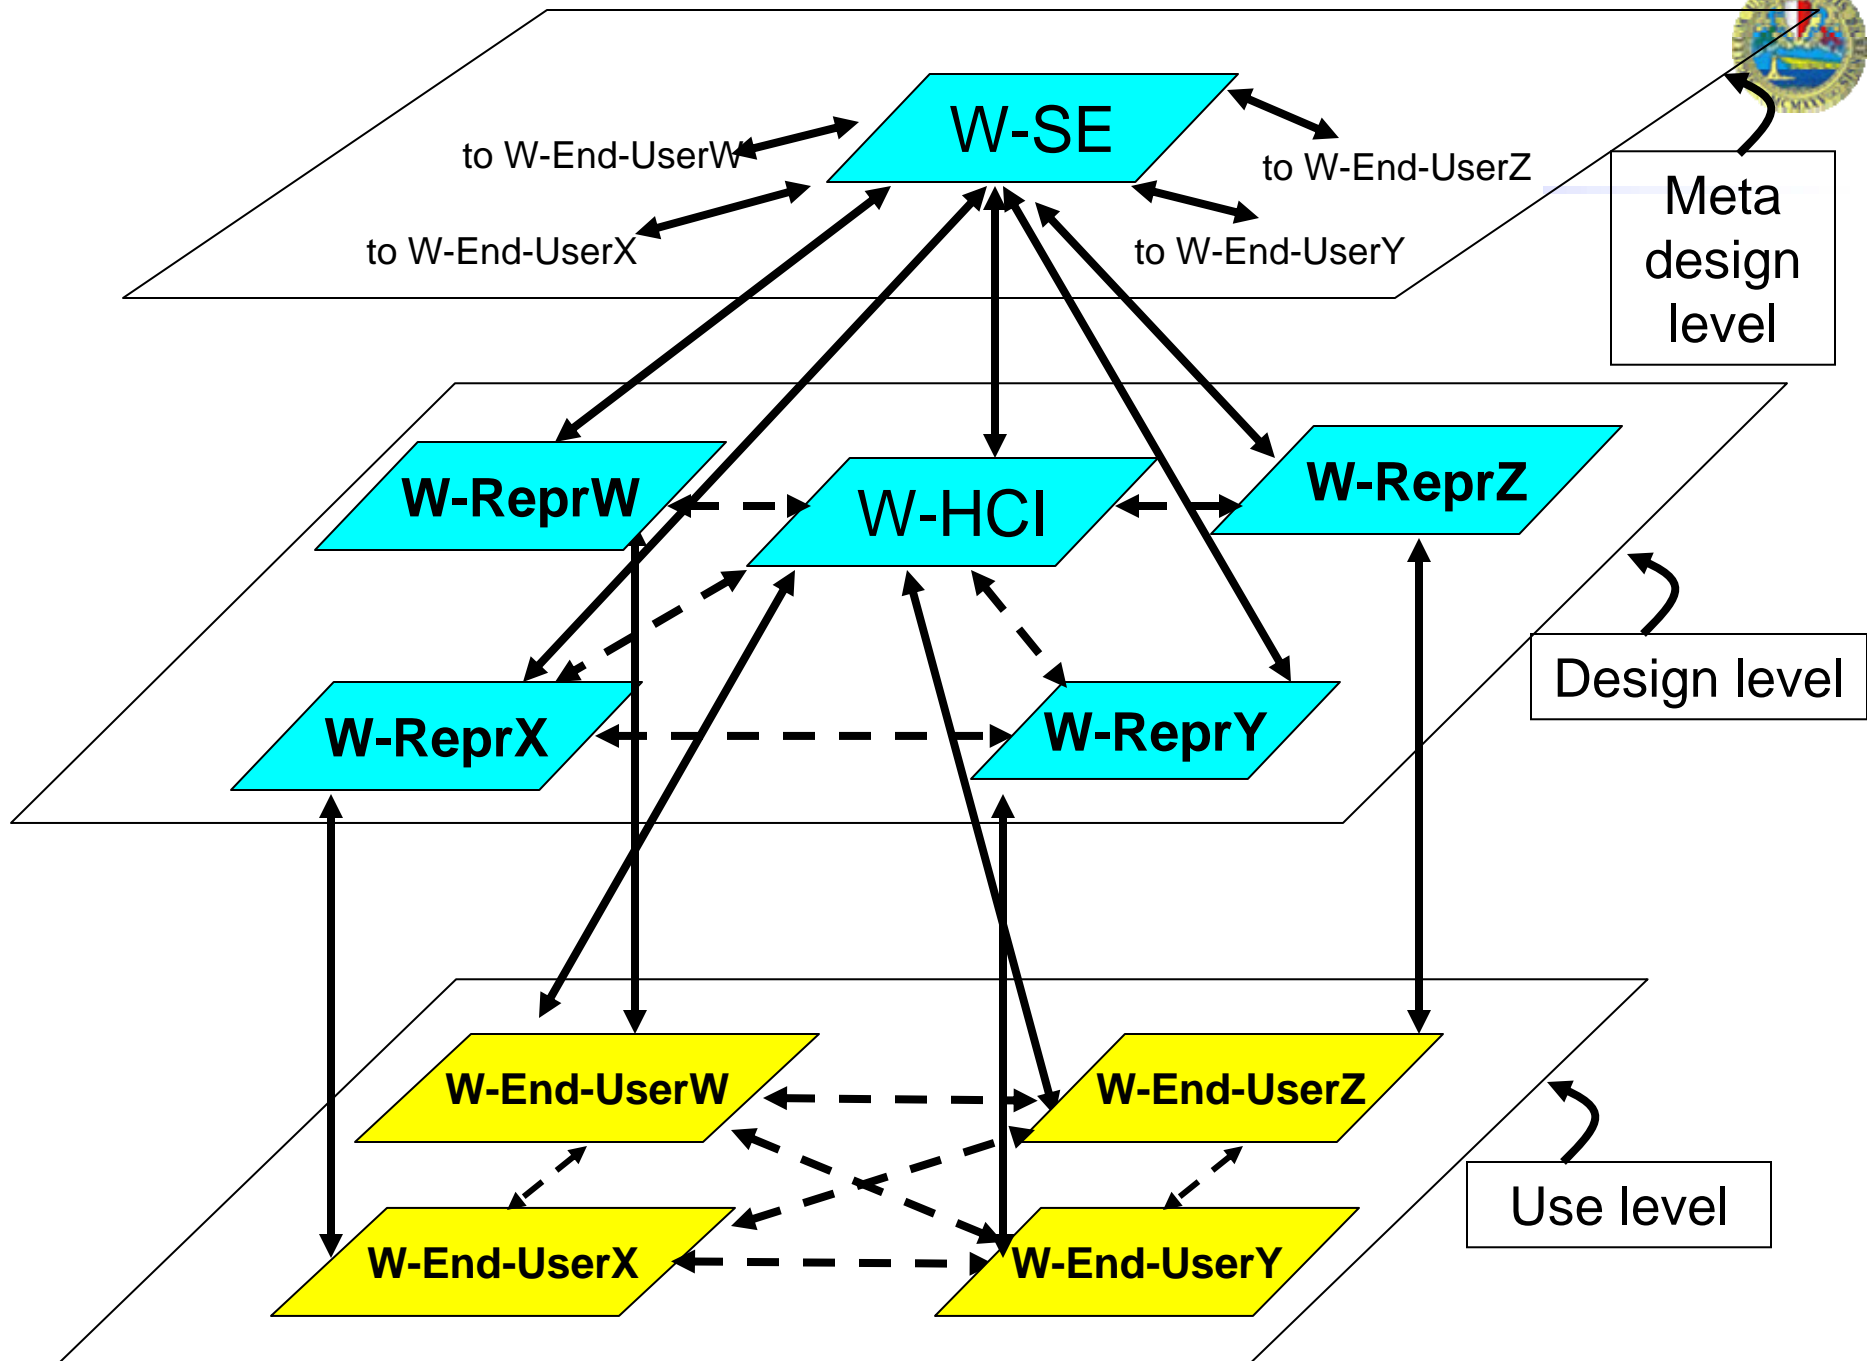 W-SE
to W-End-UserW
to W-End-UserZ
to W-End-UserX
to W-End-UserY
Meta
design
level
W-ReprW
W-HCI
W-ReprZ
Design level
W-ReprX
W-ReprY
W-End-UserW
W-End-UserZ
Use level
W-End-UserX
W-End-UserY